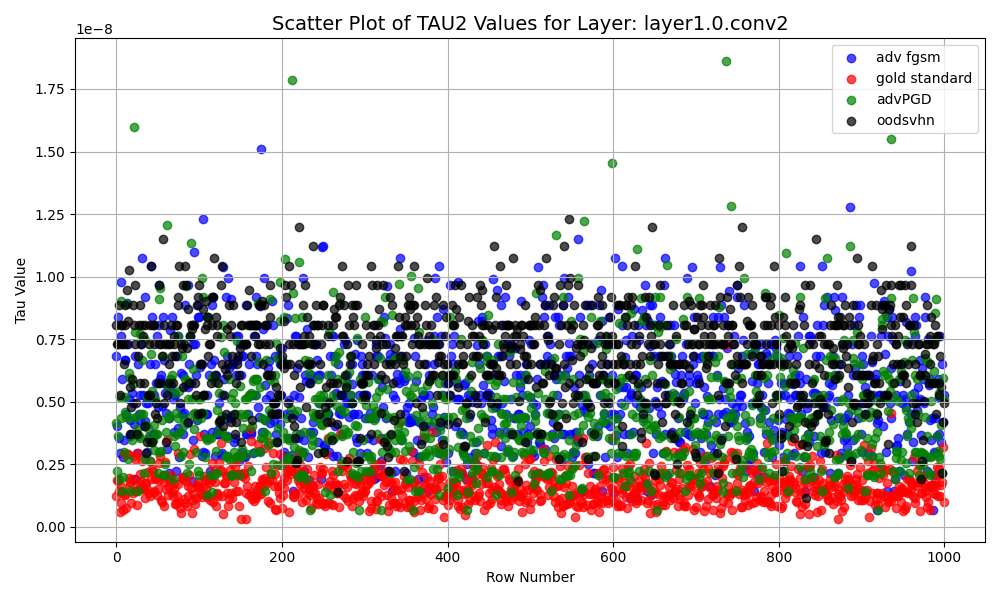 Scatter Plot of TAU2 Values for Layer: layer1.0.conv2
1e−8
adv fgsm
gold standard
advPGD
oodsvhn
Tau Value
1.75
1.50
1.25
1.00
0.75
0.50
0.25
0.00
0 200 400 600 800 1000
Row Number